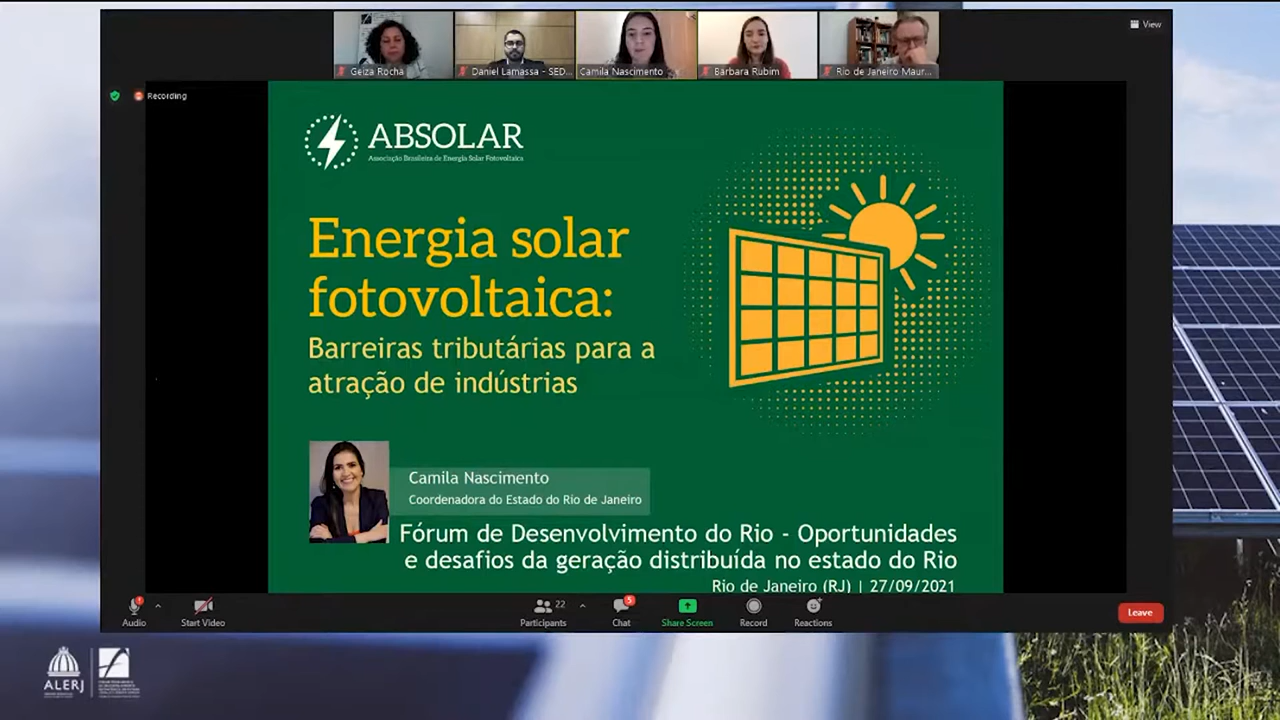 View
Geiza Rocha
Daniel Lamassa - SED...
Camila Nascimento
Barbara Rubim
Rio de Janeiro Maur...
Recording
ABSOLAR
Associação Brasileira de Energia Solar Fotovoltaica
Energia solar
fotovoltaica:
Barreiras tributárias para a
atração de indústrias
Camila Nascimento
Coordenadora do Estado do Rio de Janeiro
Fórum de Desenvolvimento do Rio - Oportunidades
e desafios da geração distribuída no estado do Rio
Rio de Janeiro (RJ) | 27/09/2021
Audio
Start Video
22
Participants
5
Chat
Share Screen
Record
Reactions
Leave
ALERJ